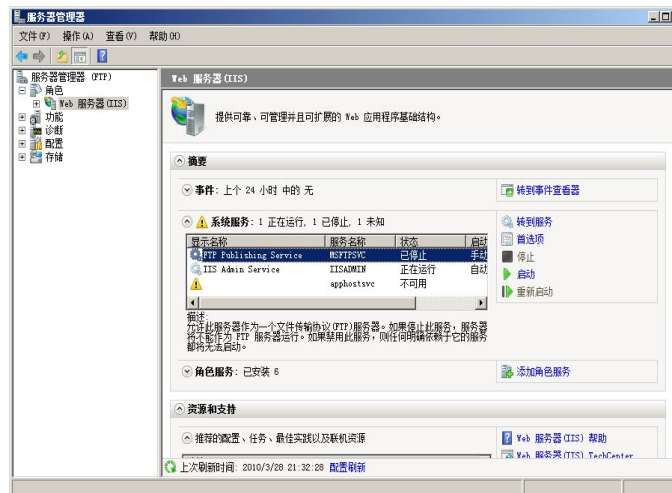 服务器管理器
文件(F) 操作(A) 查看(V) 帮助(H)
服务器管理器 (FTP)
角色
Web 服务器(IIS)
功能
诊断
配置
存储
Web 服务器(IIS)
提供可靠、可管理并且可扩展的 Web 应用程序基础结构。
摘要
事件: 上个 24 小时 中的 无
转到事件查看器
系统服务: 1 正在运行, 1 已停止, 1 未知
转到服务
首选项
停止
启动
重新启动
显示名称 服务名称 状态 启动
FTP Publishing Service MSFTPSVC 已停止 手动
IIS Admin Service IISADMIN 正在运行 自动
apphostsvc 不可用
描述:
允许此服务器作为一个文件传输协议(FTP)服务器。如果停止此服务，服务器
将不能作为 FTP 服务器运行。如果禁用此服务，则任何明确依赖于它的服务
都将无法启动。
角色服务: 已安装 6
添加角色服务
资源和支持
推荐的配置、任务、最佳实践以及联机资源
Web 服务器(IIS) 帮助
Web 服务器(IIS) TechCenter
上次刷新时间: 2010/3/28 21:32:28 配置刷新